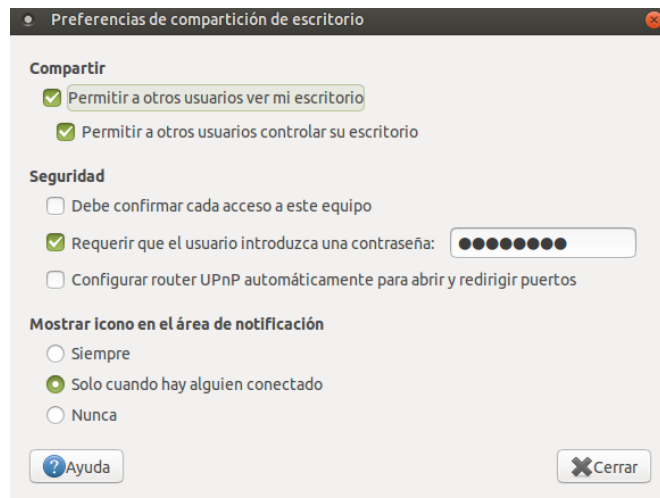 Preferencias de compartición de escritorio
Compartir
Permitir a otros usuarios ver mi escritorio
Permitir a otros usuarios controlar su escritorio
Seguridad
Debe confirmar cada acceso a este equipo
Requerir que el usuario introduzca una contraseña: ●●●●●●●●
Configurar router UPnP automáticamente para abrir y redirigir puertos
Mostrar icono en el área de notificación
Siempre
Solo cuando hay alguien conectado
Nunca
Ayuda Cerrar